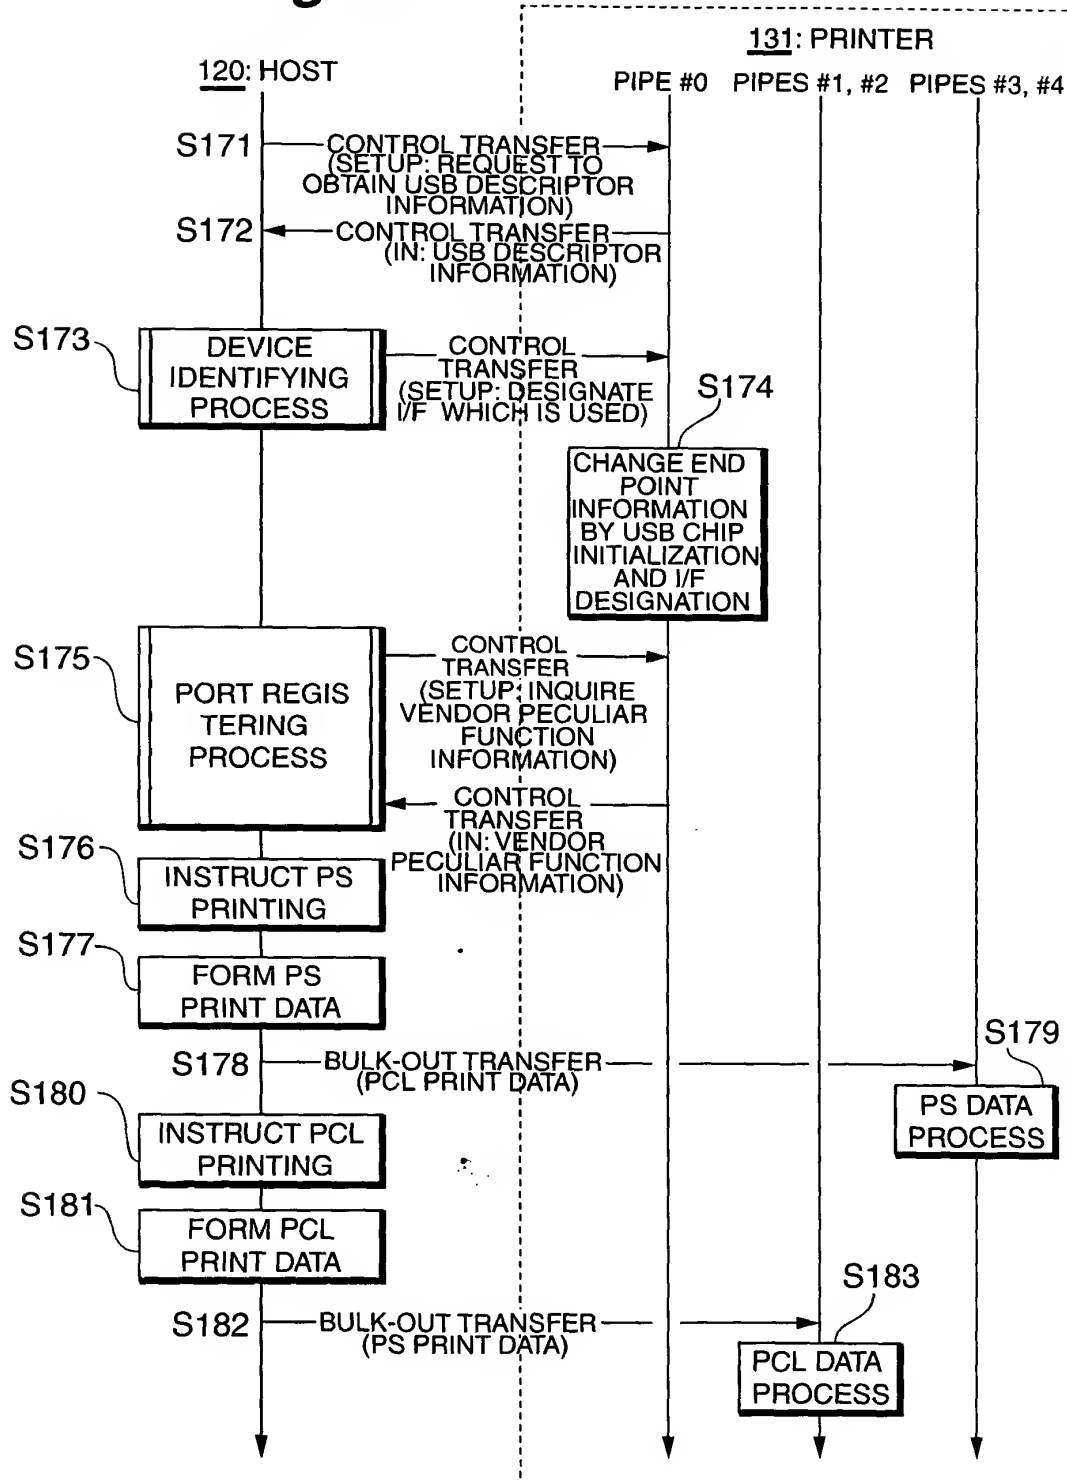 131: PRINTER
120: HOST
PIPE #0
PIPES #1, #2
PIPES #3, #4
S171
CONTROL TRANSFER
(SETUP: REQUEST TO
OBTAIN USB DESCRIPTOR
INFORMATION)
S172
CONTROL TRANSFER
(IN: USB DESCRIPTOR
INFORMATION)
S173
DEVICE
IDENTIFYING
PROCESS
CONTROL
TRANSFER
(SETUP: DESIGNATE
I/F WHICH IS USED)
S174
CHANGE END
POINT
INFORMATION
BY USB CHIP
INITIALIZATION
AND I/F
DESIGNATION
S175
PORT REGIS
TERING
PROCESS
CONTROL
TRANSFER
(SETUP: INQUIRE
VENDOR PECULIAR
FUNCTION
INFORMATION)
CONTROL
TRANSFER
(IN: VENDOR
PECULIAR FUNCTION
INFORMATION)
S176
INSTRUCT PS
PRINTING
S177
FORM PS
PRINT DATA
S178
BULK-OUT TRANSFER
(PCL PRINT DATA)
S179
PS DATA
PROCESS
S180
INSTRUCT PCL
PRINTING
S181
FORM PCL
PRINT DATA
S182
BULK-OUT TRANSFER
(PS PRINT DATA)
S183
PCL DATA
PROCESS